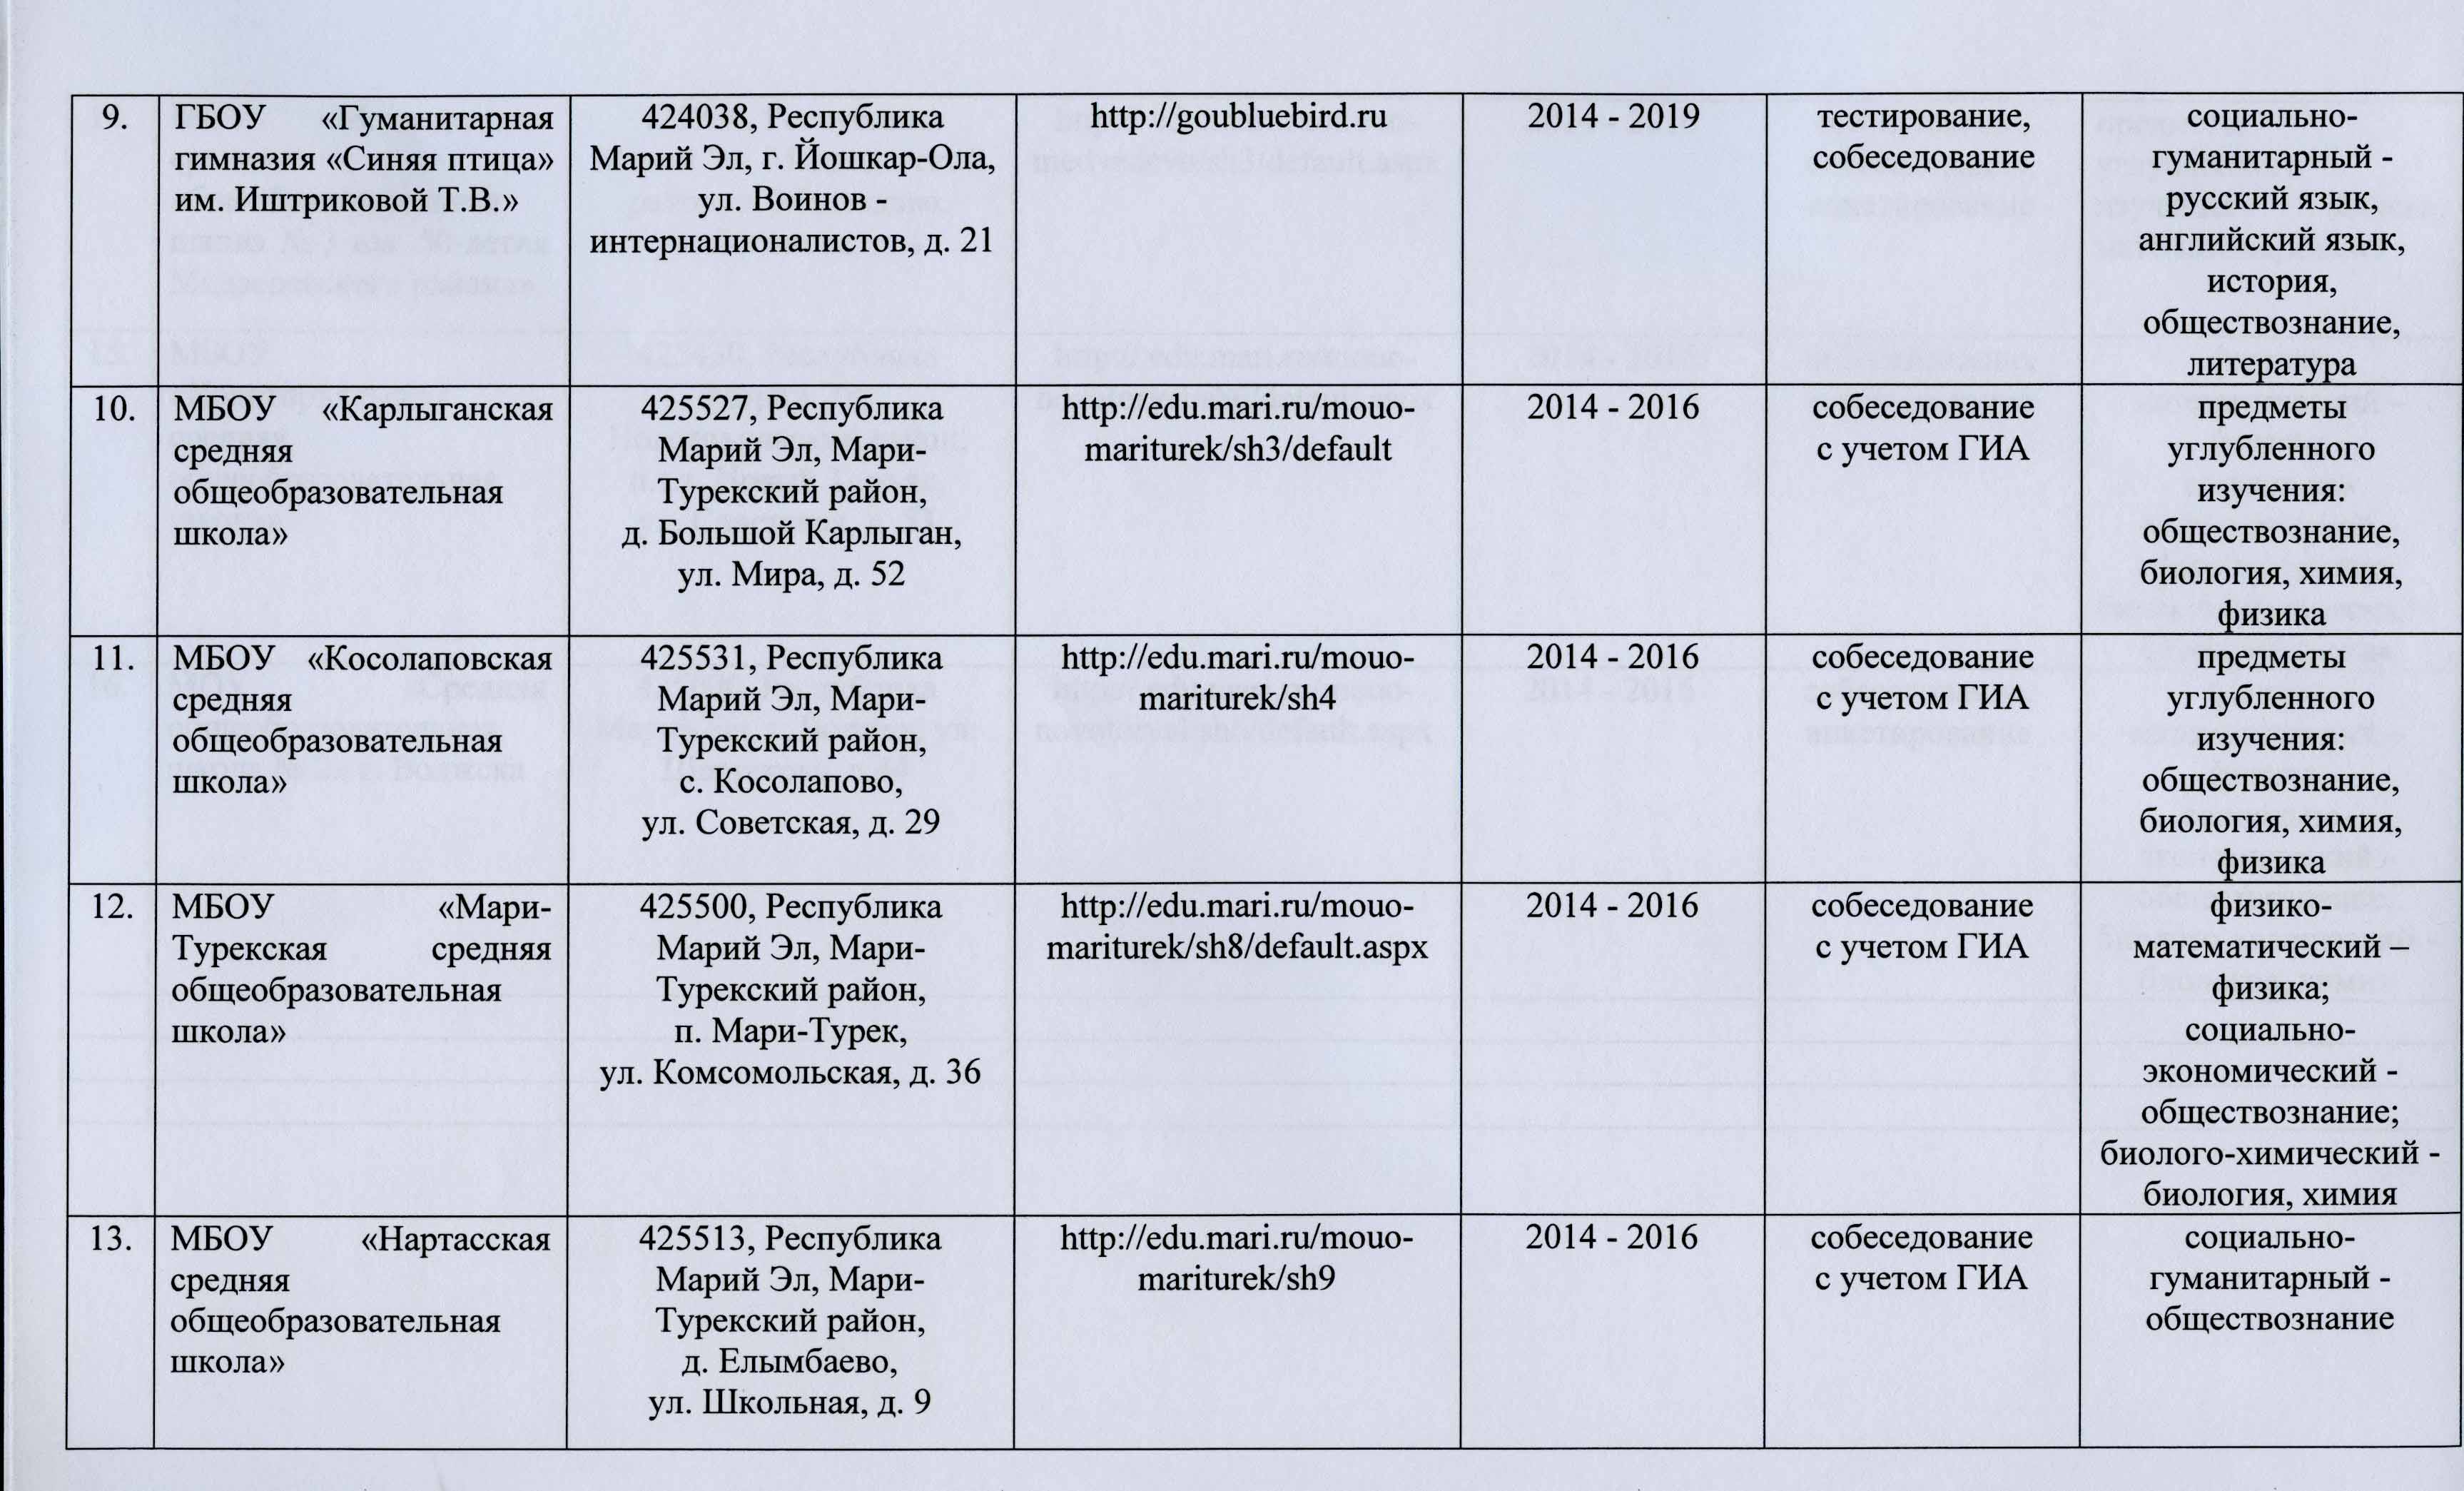 9.
ГБОУ «Гуманитарная
гимназия «Синяя птица»
им. Иштриковой Т.В.»
424038, Республика
Марий Эл, г. Йошкар-Ола,
ул. Воинов -
интернационалистов, д. 21
http://goubluebird.ru
2014 - 2019
тестирование,
собеседование
социально-
гуманитарный -
русский язык,
английский язык,
история,
обществознание,
литература
10.
МБОУ «Карлыганская
средняя
общеобразовательная
школа»
425527, Республика
Марий Эл, Мари-
Турекский район,
д. Большой Карлыган,
ул. Мира, д. 52
http://edu.mari.ru/mouo-
mariturek/sh3/default
2014 - 2016
собеседование
с учетом ГИА
предметы
углубленного
изучения:
обществознание,
биология, химия,
физика
11.
МБОУ «Косолаповская
средняя
общеобразовательная
школа»
425531, Республика
Марий Эл, Мари-
Турекский район,
с. Косолапово,
ул. Советская, д. 29
http://edu.mari.ru/mouo-
mariturek/sh4
2014 - 2016
собеседование
с учетом ГИА
предметы
углубленного
изучения:
обществознание,
биология, химия,
физика
12.
МБОУ «Мари-
Турекская средняя
общеобразовательная
школа»
425500, Республика
Марий Эл, Мари-
Турекский район,
п. Мари-Турек,
ул. Комсомольская, д. 36
http://edu.mari.ru/mouo-
mariturek/sh8/default.aspx
2014 - 2016
собеседование
с учетом ГИА
физико-
математический –
физика;
социально-
экономический -
обществознание;
биолого-химический -
биология, химия
13.
МБОУ «Нартасская
средняя
общеобразовательная
школа»
425513, Республика
Марий Эл, Мари-
Турекский район,
д. Елымбаево,
ул. Школьная, д. 9
http://edu.mari.ru/mouo-
mariturek/sh9
2014 - 2016
собеседование
с учетом ГИА
социально-
гуманитарный -
обществознание